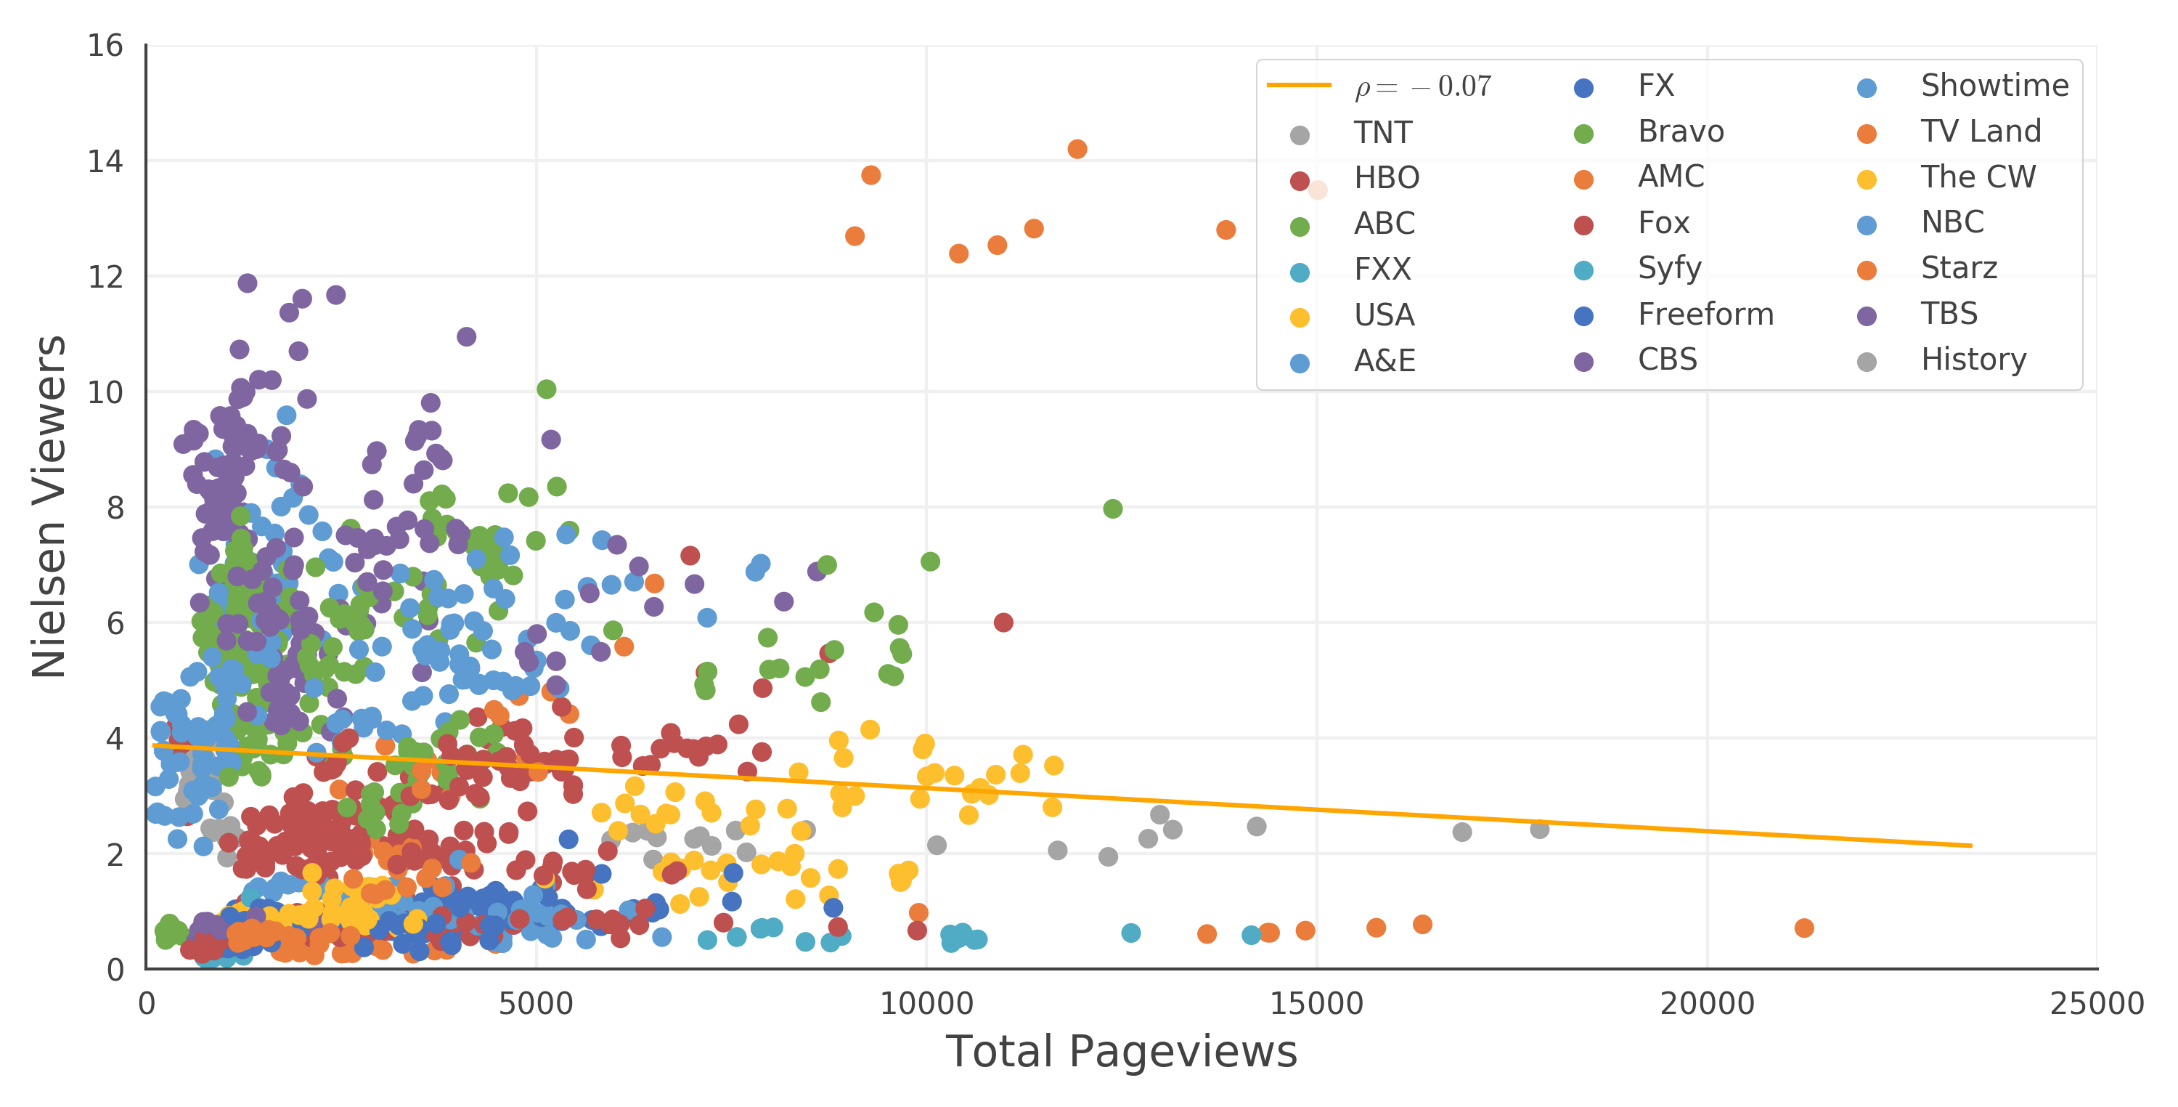 16
14
12
10
8
6
4
2
0
Nielsen Viewers
0 5000 10000 15000 20000 25000
Total Pageviews
ρ = −0.07
TNT
HBO
ABC
FXX
USA
A&E
FX
Bravo
AMC
Fox
Syfy
Freeform
CBS
Showtime
TV Land
The CW
NBC
Starz
TBS
History